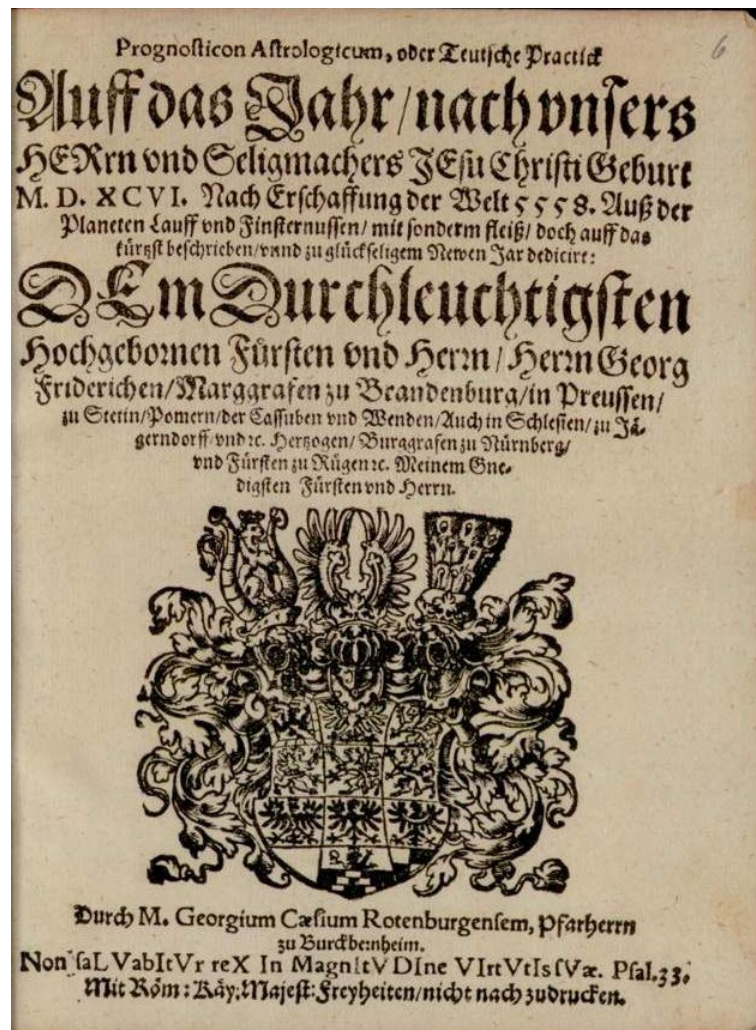 6
Prognosticon Astrologicum, oder Teutsche Practick
Auff das Jahr/nach vnsers
HERrn vnd Seligmachers JEsu Christi Geburt
M. D. XCVI. Nach Erschaffung der Welt 5558. Auß der
Planeten Lauff vnd Finsternussen/ mit sonderm fleiß/ doch auff das
kürtzst beschrieben/vnnd zu glückseligem Newen Jar dedicirt:
DEm Durchleuchtigsten
Hochgebornen Fürsten vnd Herrn/ Herrn Georg
Friderichen/Marggrafen zu Brandenburg/in Preussen/
zu Stetin/Pomern/der Cassuben vnd Wenden/Auch in Schlesien/zu Jä-
gerndorff/vnd ꝛc. Hertzogen/ Burggrafen zu Nürnberg/
vnd Fürsten zu Rügen ꝛc. Meinem Gne-
digsten Fürsten vnd Herrn.
Durch M. Georgium Cæsium Rotenburgensem, Pfarherrn
zu Burckbernheim.
Non saLVabItVr reX In MagnItVDIne VIrtVtIs sVæ. Psal.33.
Mit Röm: Käy: Majest: Freyheiten/nicht nach zudrucken.